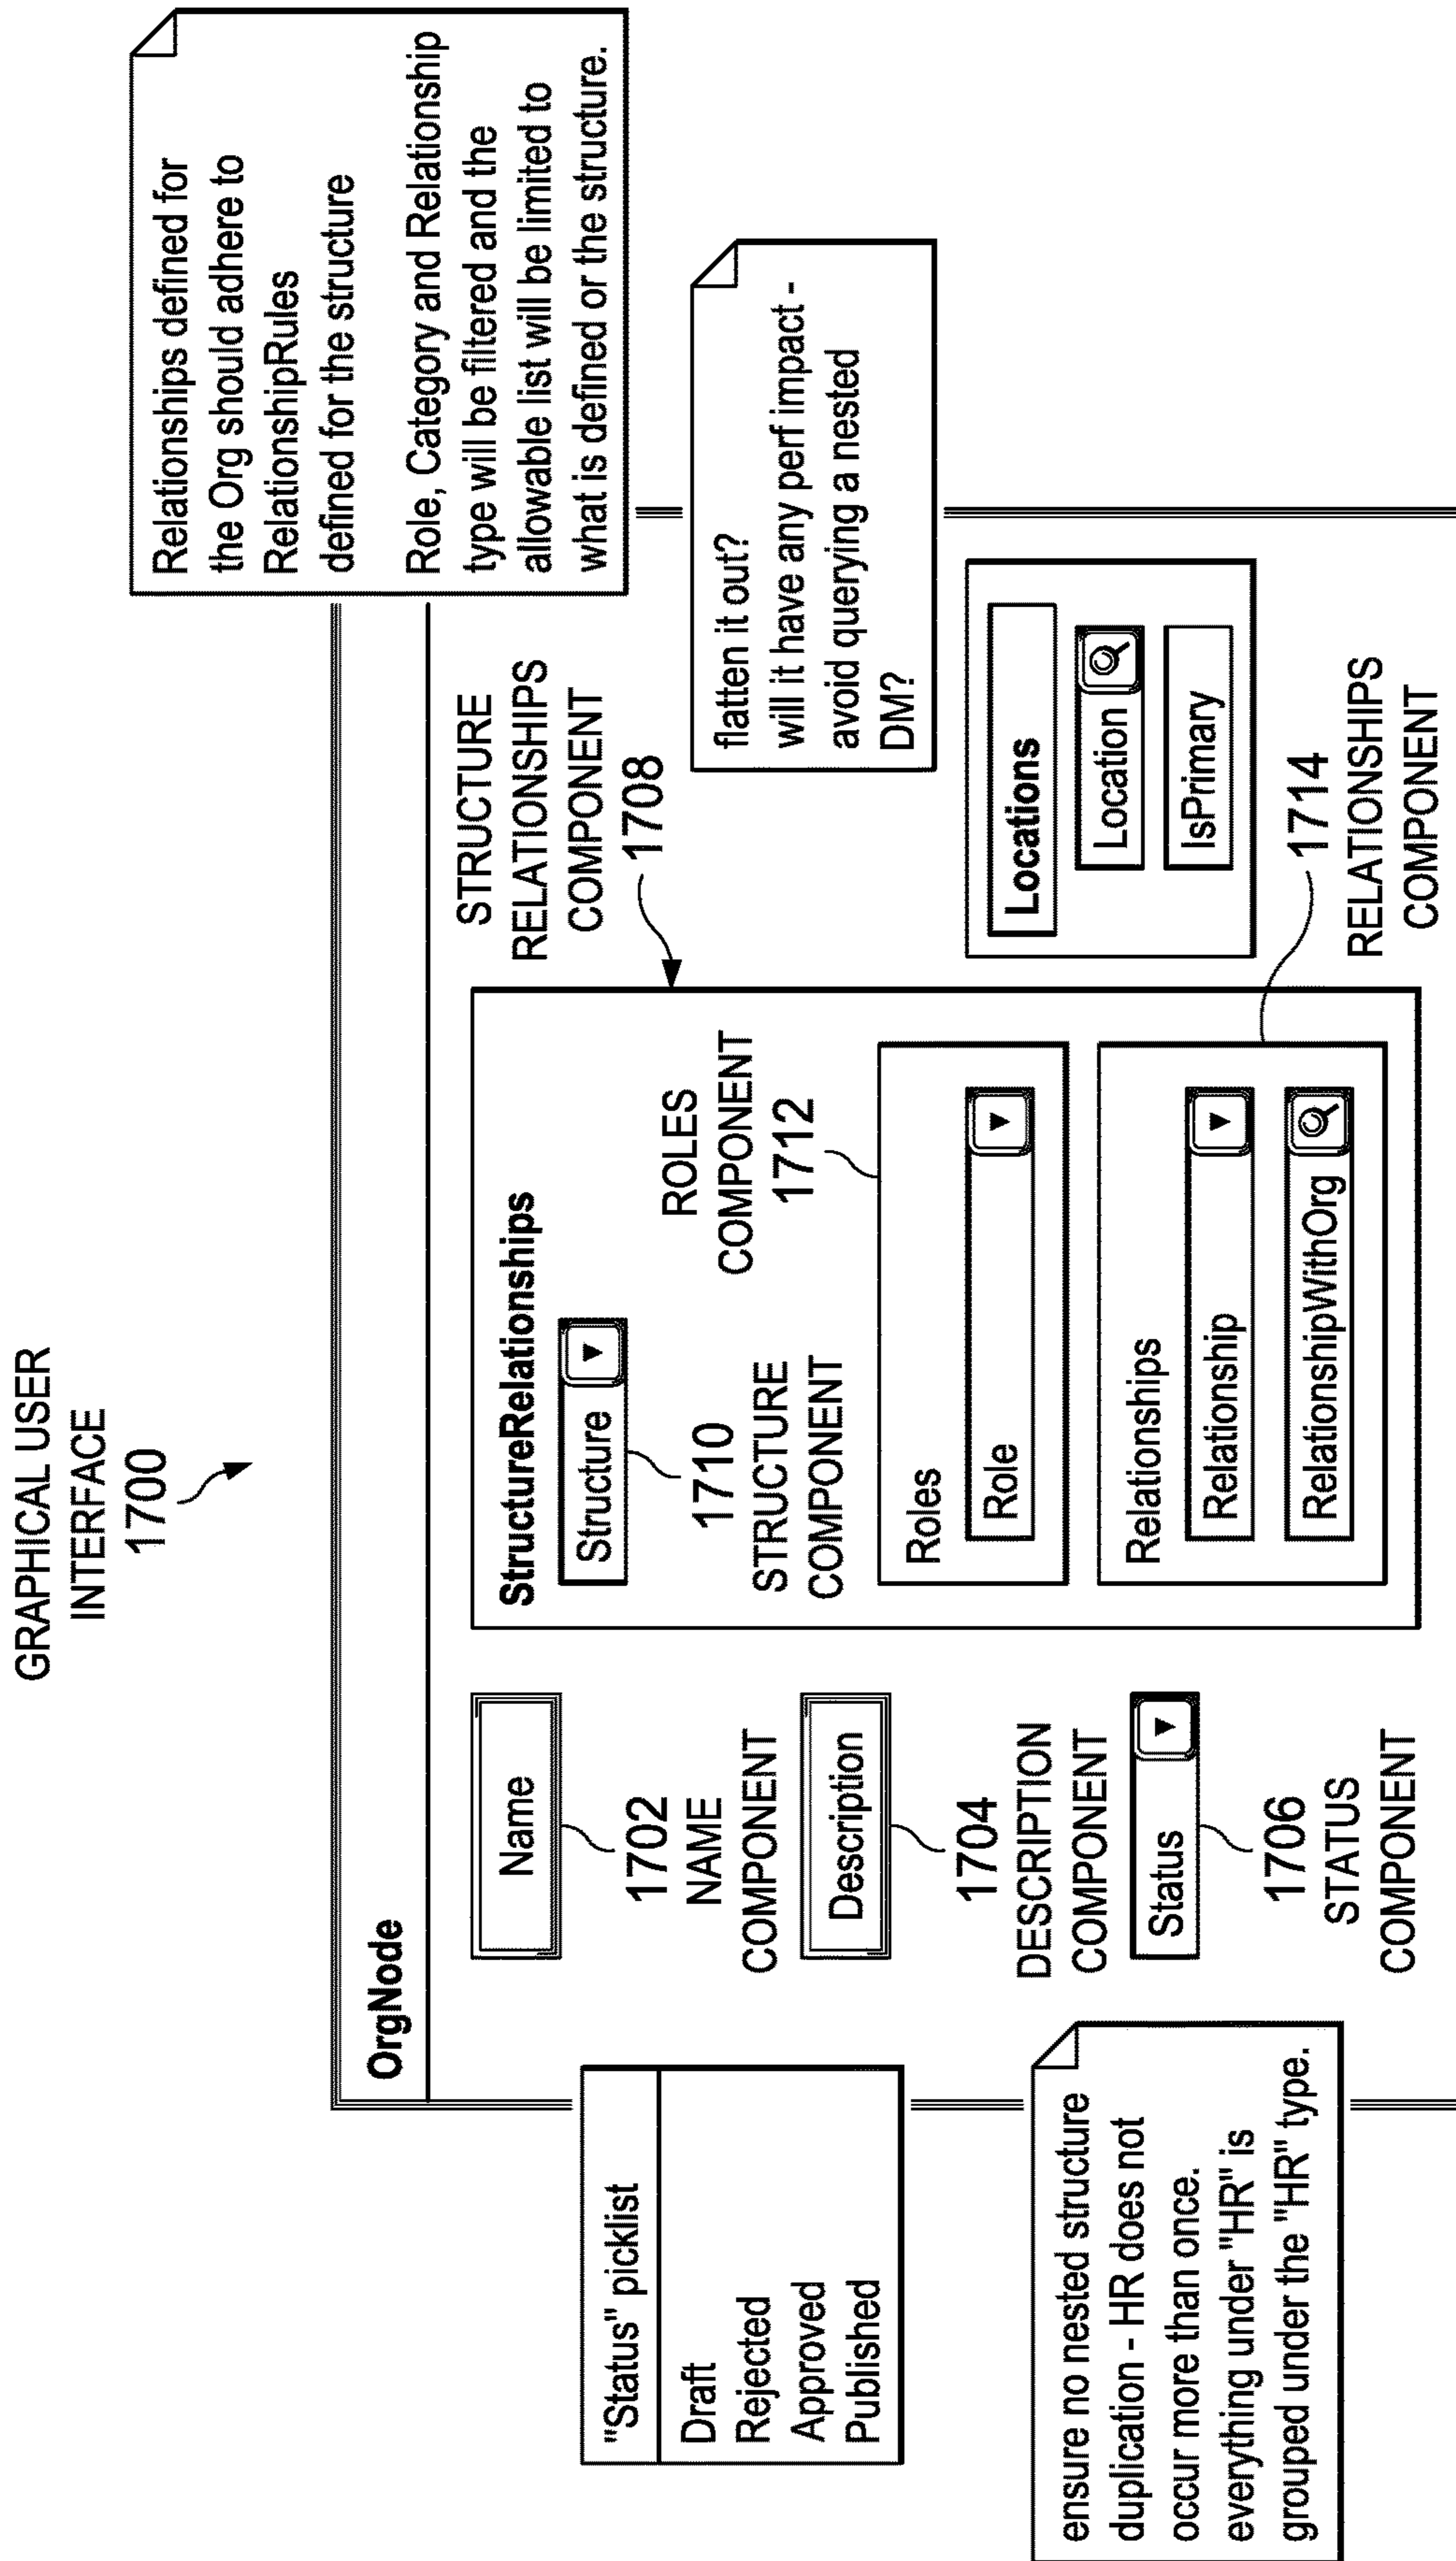 GRAPHICAL USER
INTERFACE
1700
OrgNode
"Status" picklist
Draft
Rejected
Approved
Published
ensure no nested structure
duplication - HR does not
occur more than once.
everything under "HR" is
grouped under the "HR" type.
Name
1702
NAME
COMPONENT
Description
1704
DESCRIPTION
COMPONENT
Status
1706
STATUS
COMPONENT
StructureRelationships
Structure
1710
STRUCTURE
COMPONENT
ROLES
COMPONENT
1712
Roles
Role
Relationships
Relationship
RelationshipWithOrg
STRUCTURE
RELATIONSHIPS
COMPONENT
1708
Locations
Location
IsPrimary
1714
RELATIONSHIPS
COMPONENT
Relationships defined for
the Org should adhere to
RelationshipRules
defined for the structure
Role, Category and Relationship
type will be filtered and the
allowable list will be limited to
what is defined or the structure.
flatten it out?
will it have any perf impact -
avoid querying a nested
DM?